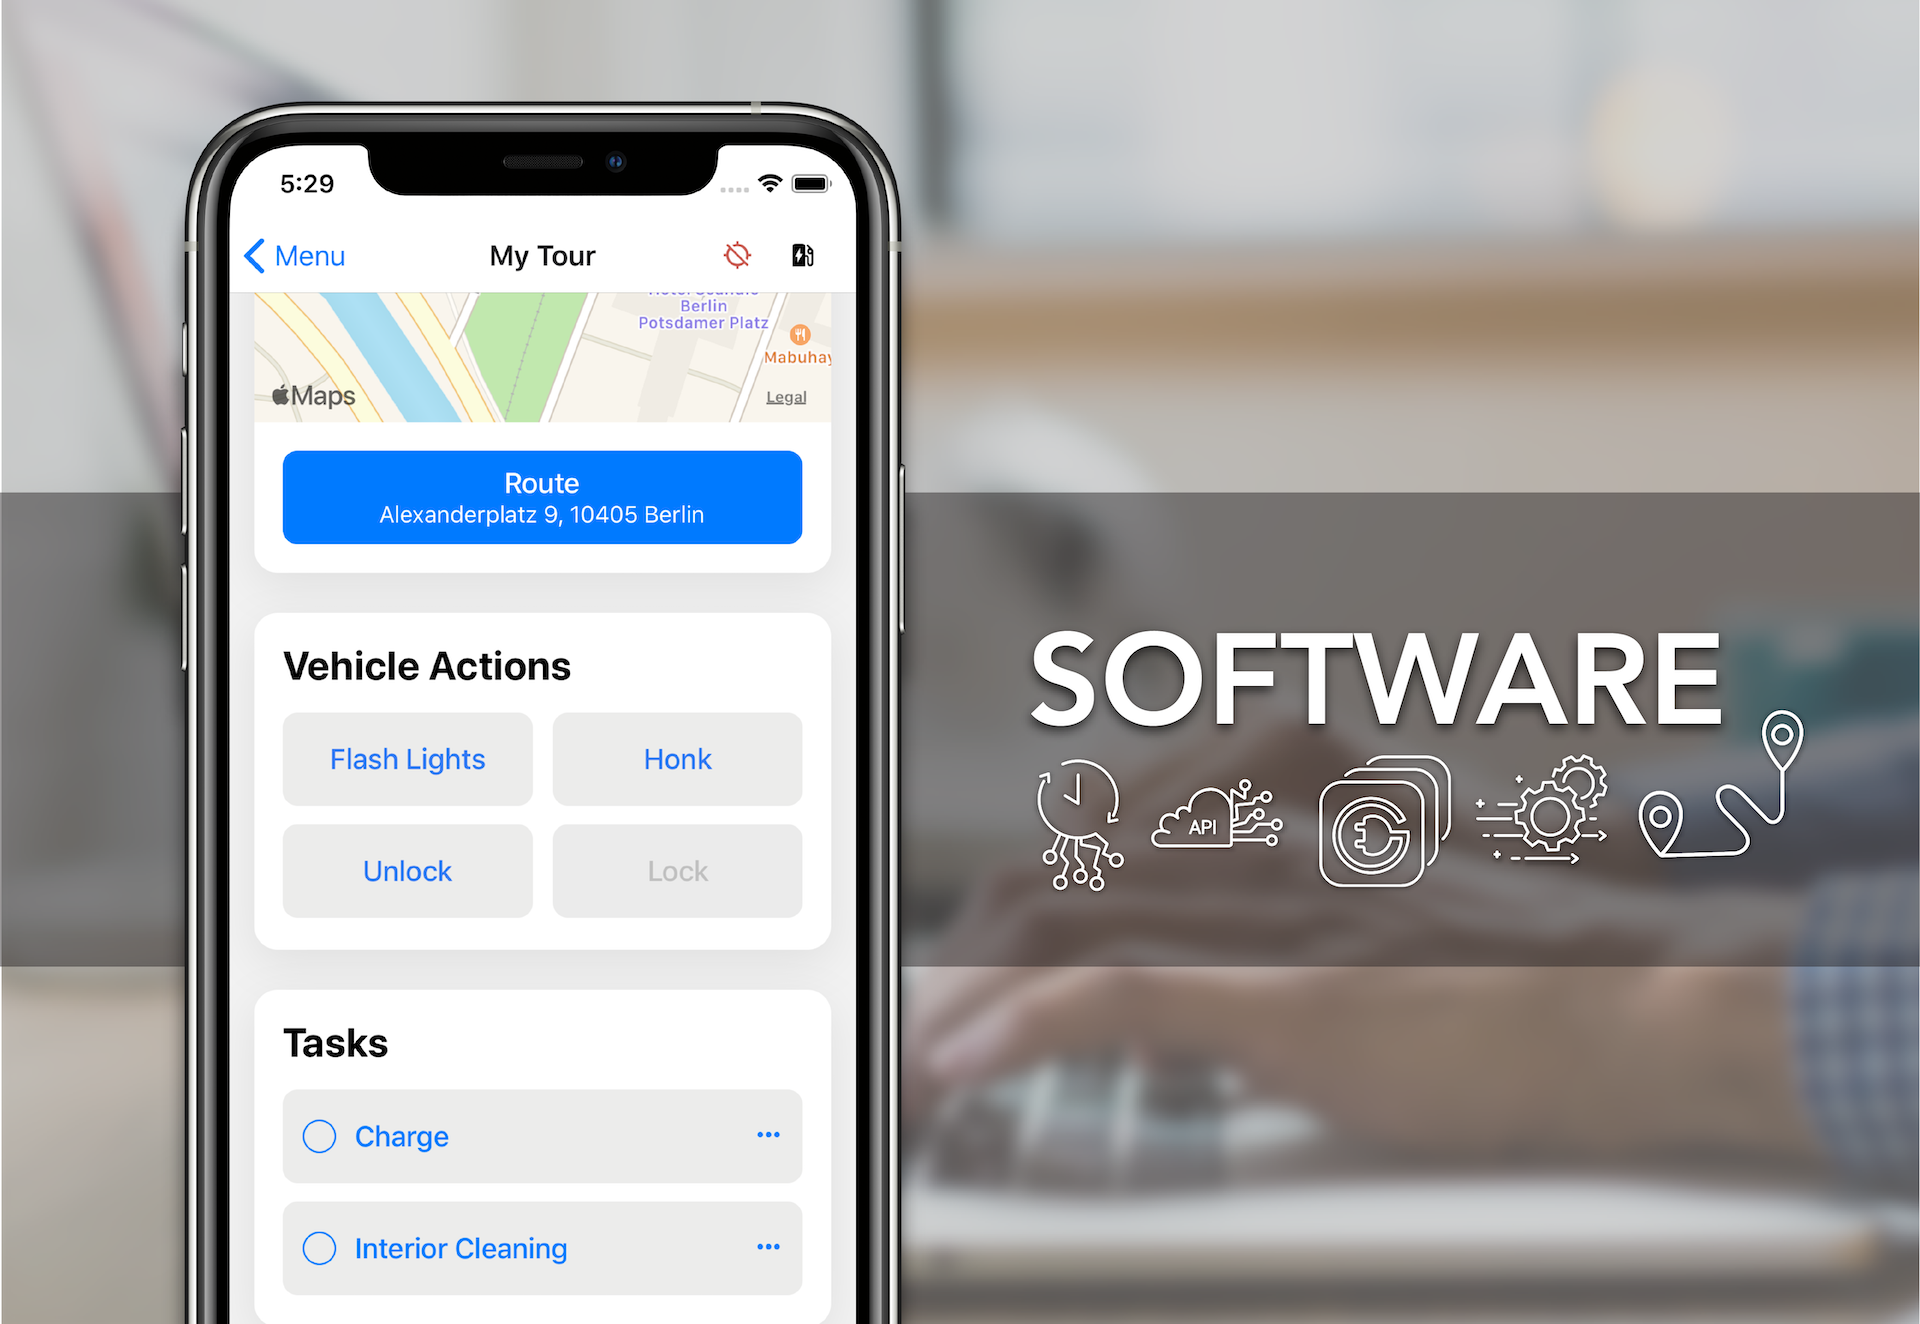 5:29
Menu
My Tour
Berlin
Potsdamer Platz
Mabuhay
Maps
Legal
Route
Alexanderplatz 9, 10405 Berlin
Vehicle Actions
Flash Lights
Honk
Unlock
Lock
Tasks
Charge
Interior Cleaning
SOFTWARE
API